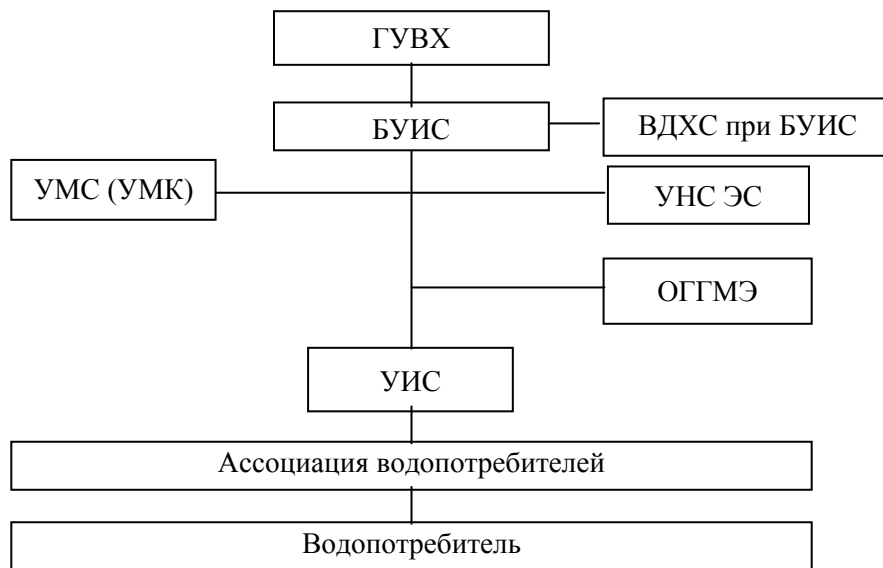 ГУВХ
БУИС
ВДХС при БУИС
УМС (УМК)
УНС ЭС
ОГГМЭ
УИС
Ассоциация водопотребителей
Водопотребитель